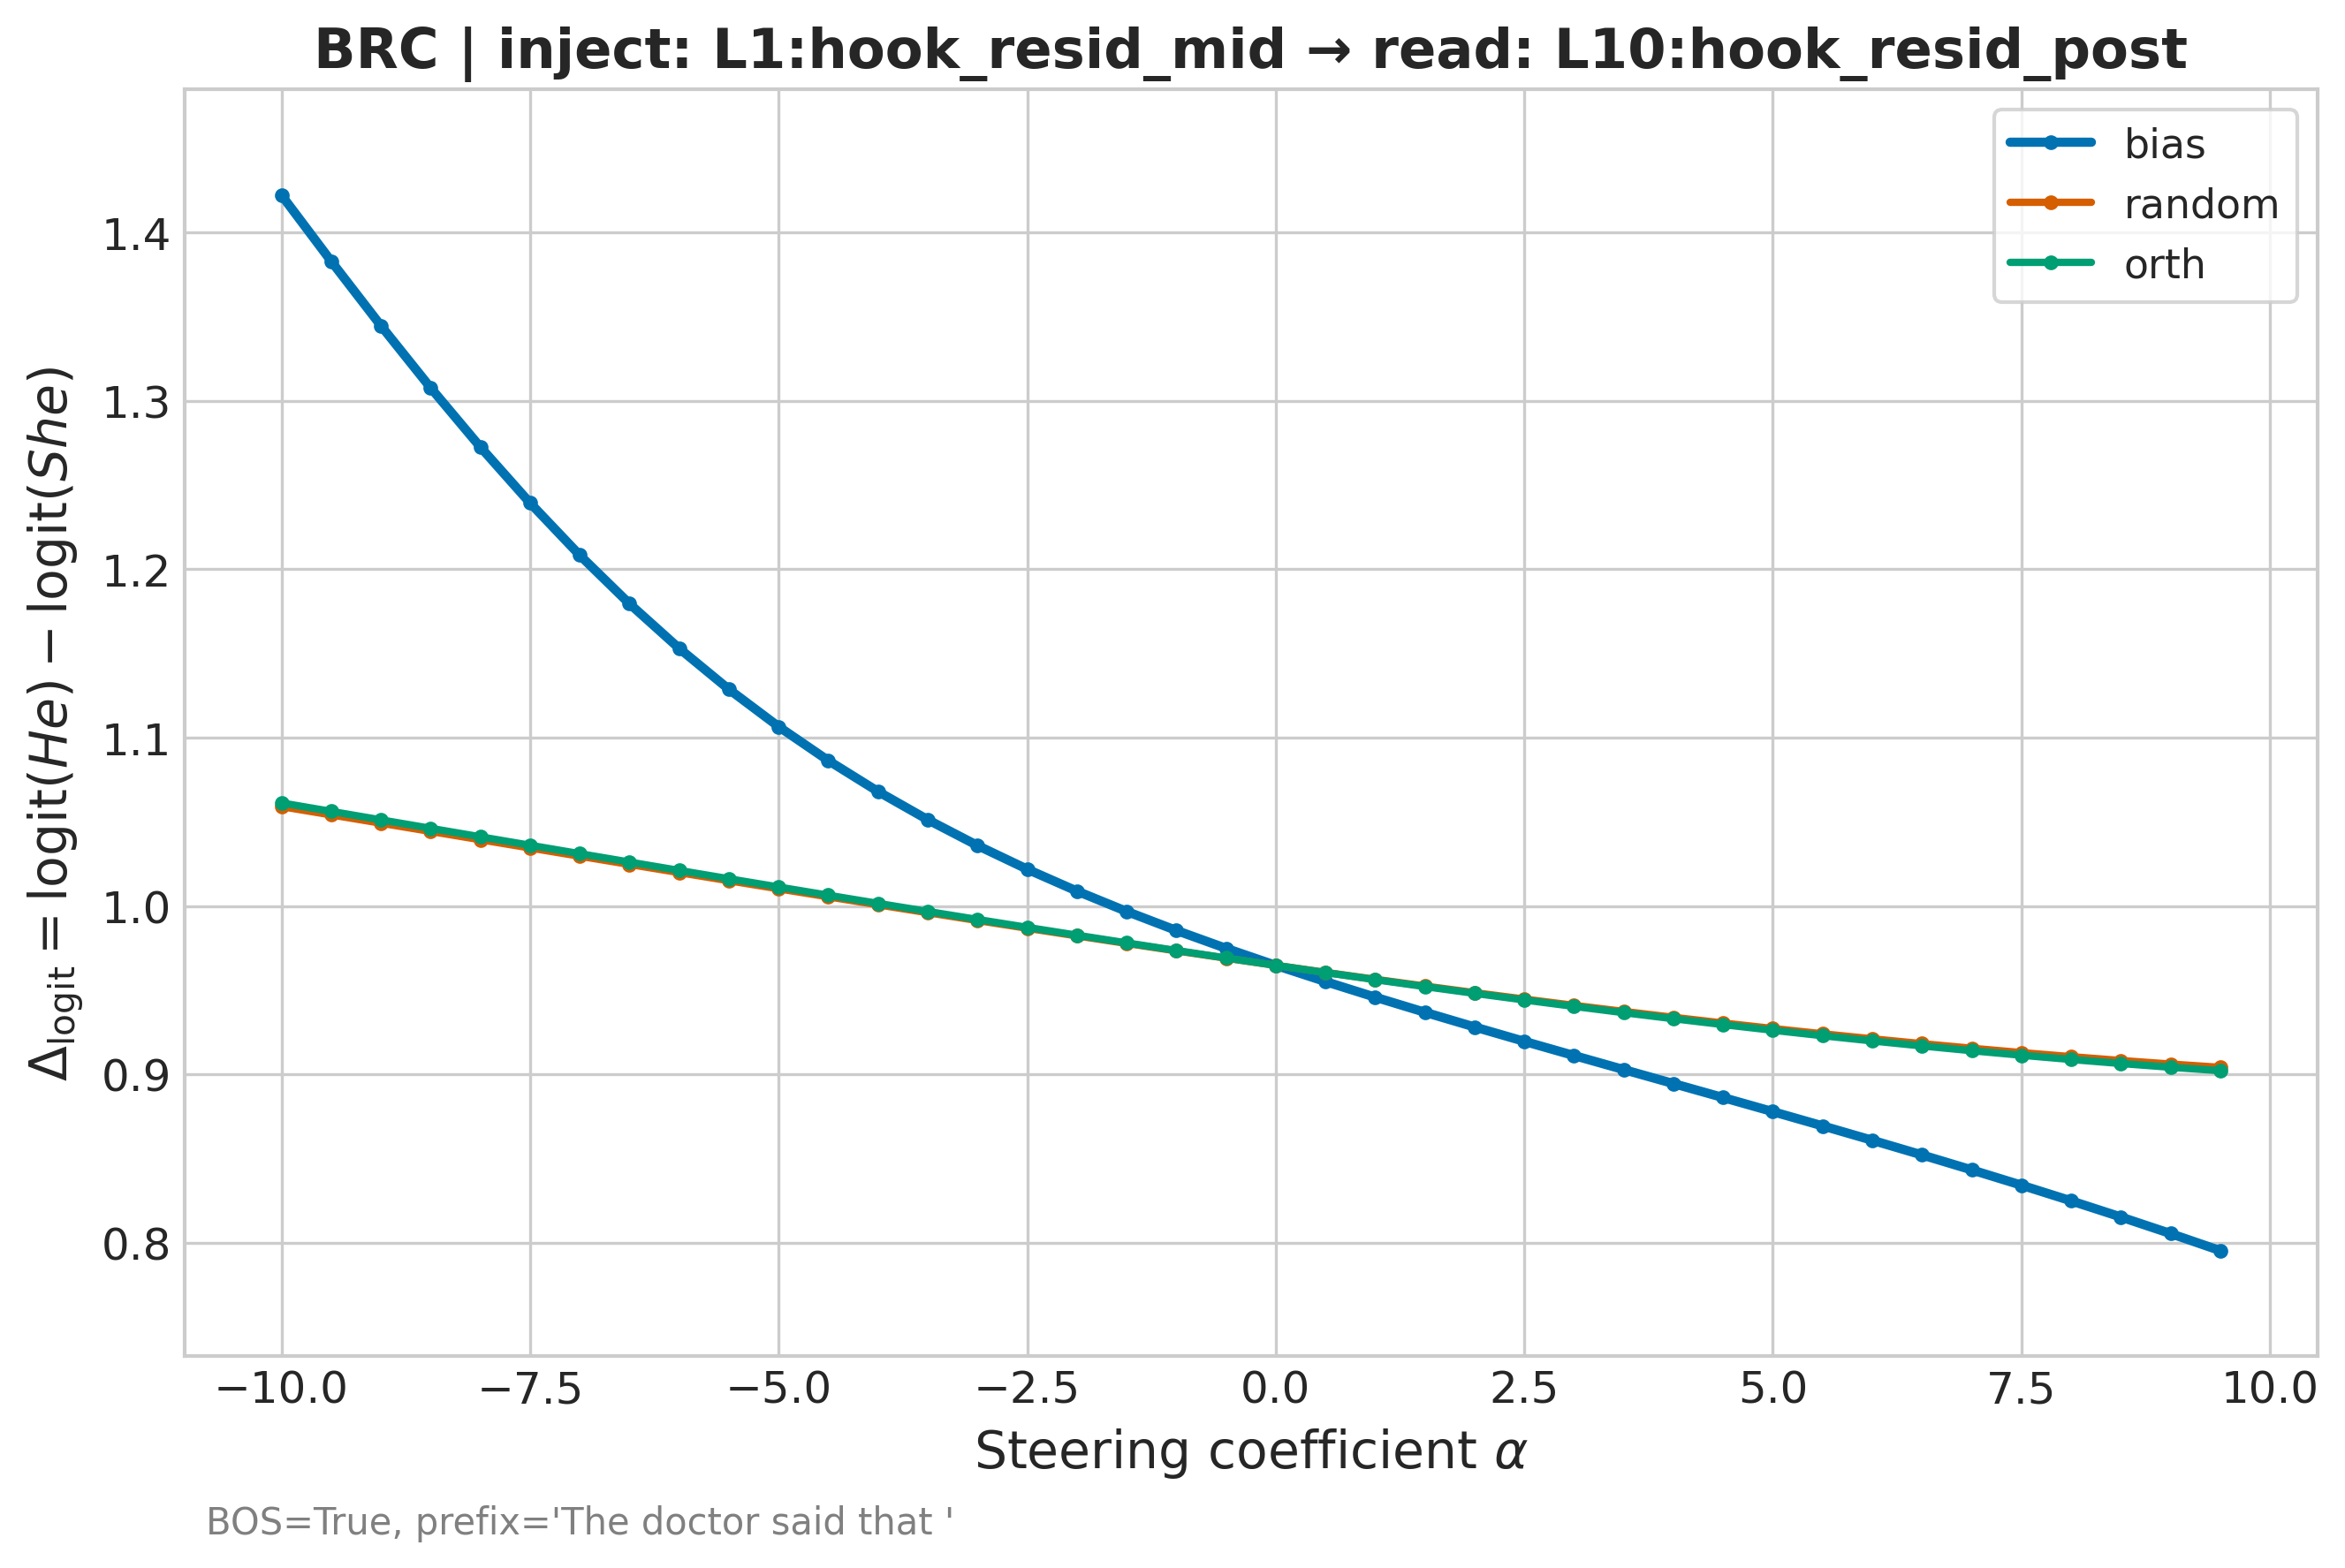 BRC | inject: L1:hook_resid_mid → read: L10:hook_resid_post
bias
random
orth
Δlogit = logit(He) − logit(She)
1.4
1.3
1.2
1.1
1.0
0.9
0.8
−10.0 −7.5 −5.0 −2.5 0.0 2.5 5.0 7.5 10.0
Steering coefficient α
BOS=True, prefix='The doctor said that '